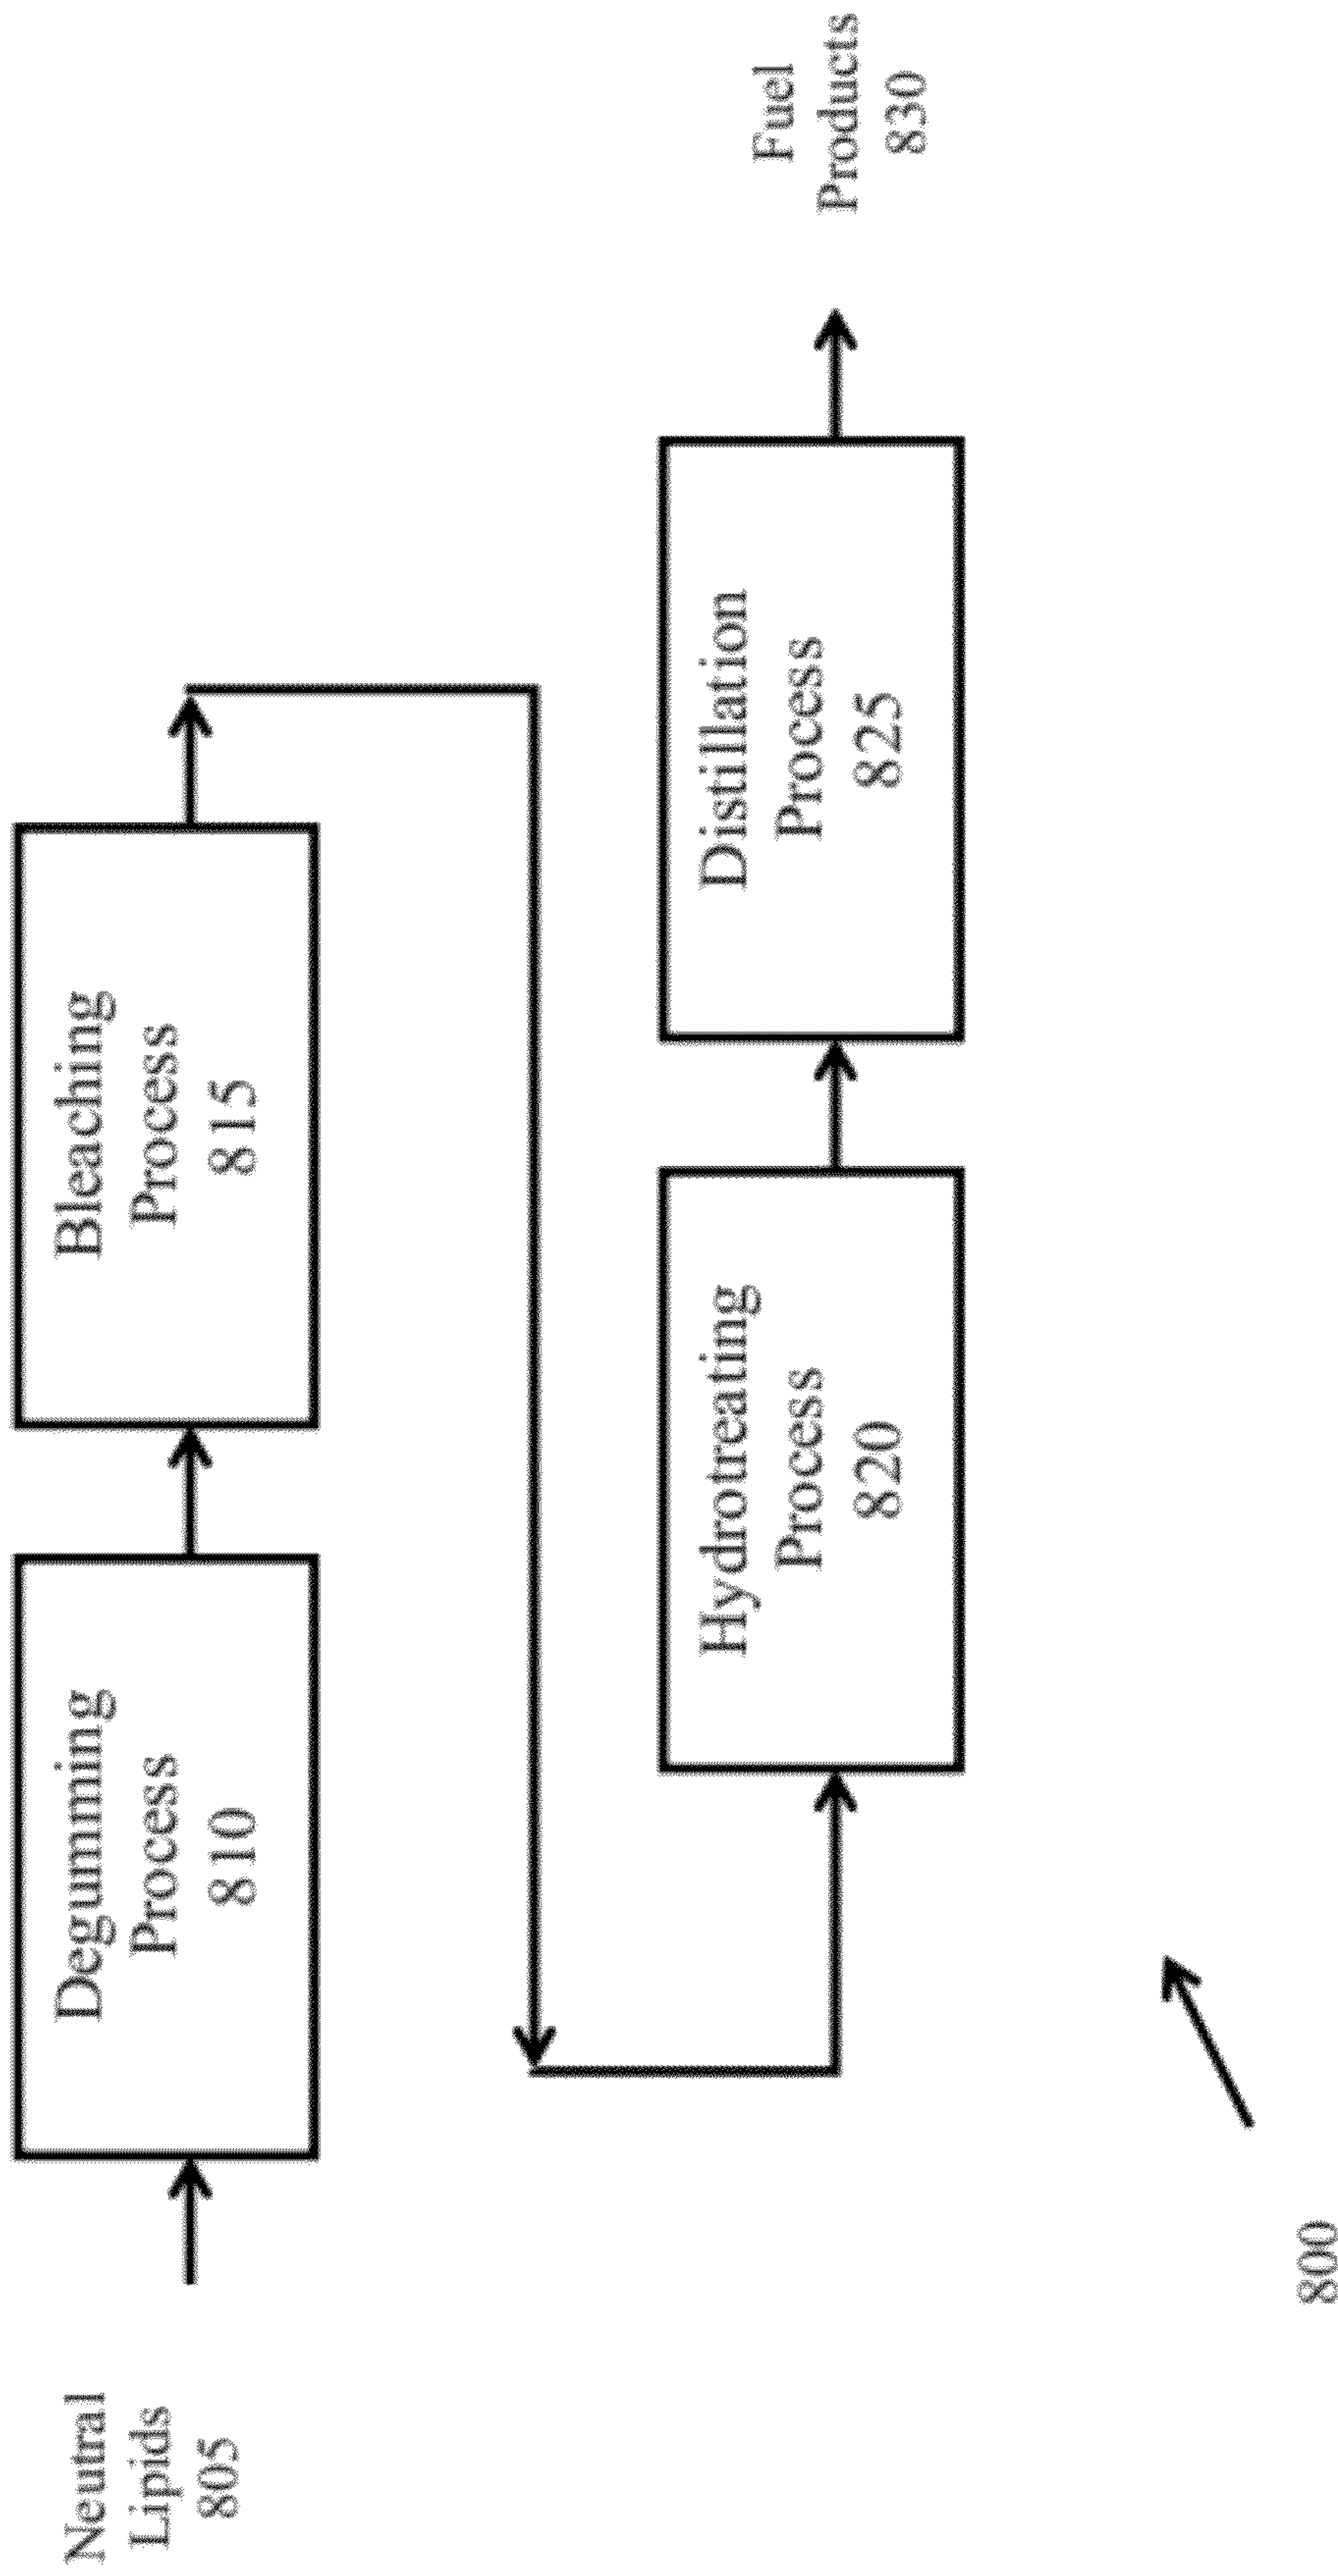 Neutral
Lipids
805
Degumming
Process
810
Bleaching
Process
815
Hydrotreating
Process
820
Distillation
Process
825
Fuel
Products
830
800